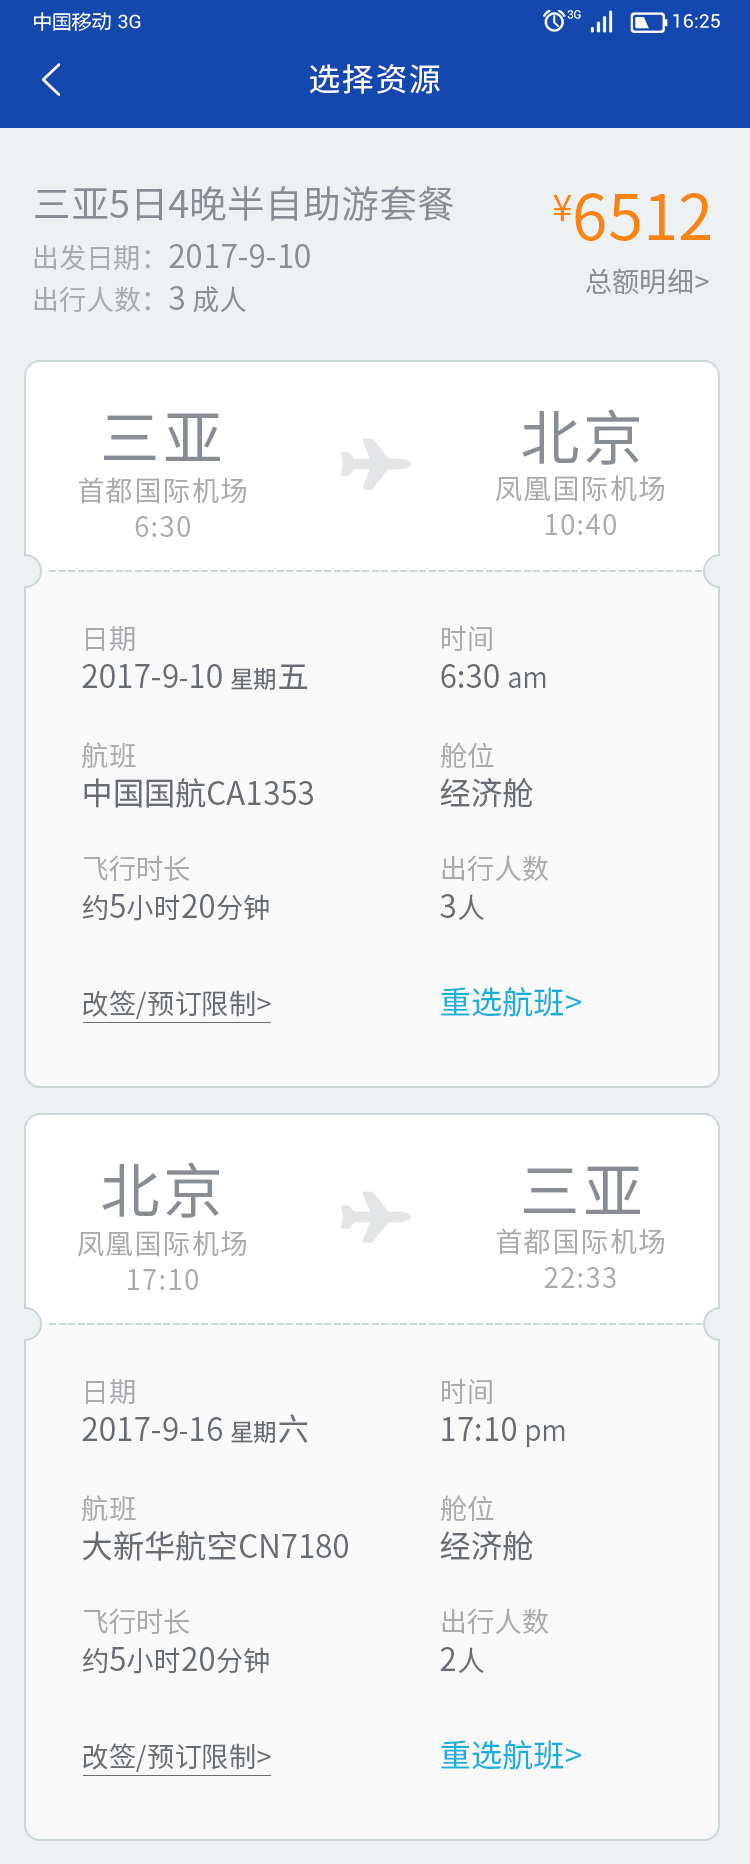 中国移动 3G 3G 16:25
选择资源
三亚5日4晚半自助游套餐
¥6512
出发日期：2017-9-10
总额明细>
出行人数：3 成人
三亚 北京
首都国际机场 凤凰国际机场
6:30 10:40
日期 时间
2017-9-10 星期五 6:30 am
航班 舱位
中国国航CA1353 经济舱
飞行时长 出行人数
约5小时20分钟 3人
改签/预订限制> 重选航班>
北京 三亚
凤凰国际机场 首都国际机场
17:10 22:33
日期 时间
2017-9-16 星期六 17:10 pm
航班 舱位
大新华航空CN7180 经济舱
飞行时长 出行人数
约5小时20分钟 2人
改签/预订限制> 重选航班>